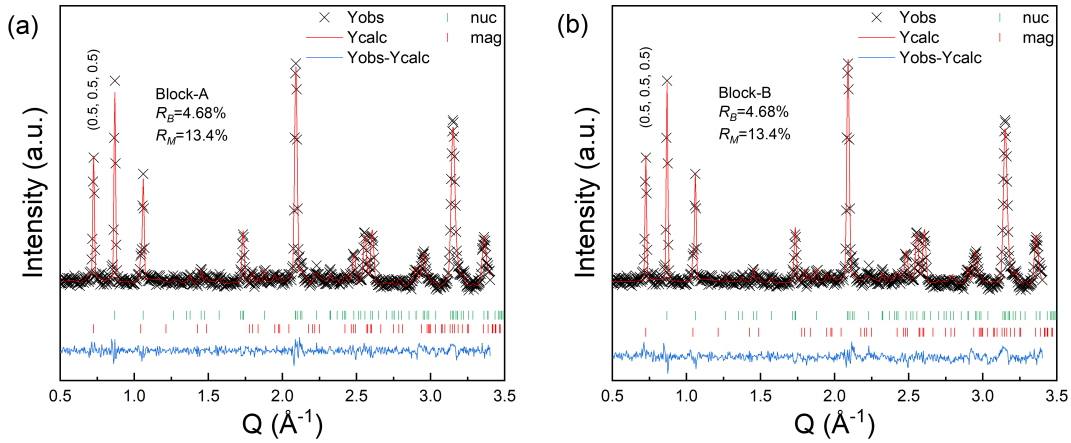 (a)
Yobs
nuc
Ycalc
mag
Yobs-Ycalc
(0.5, 0.5, 0.5)
Block-A
R_B=4.68%
R_M=13.4%
Intensity (a.u.)
0.5 1.0 1.5 2.0 2.5 3.0 3.5
Q (Å⁻¹)
(b)
Yobs
nuc
Ycalc
mag
Yobs-Ycalc
(0.5, 0.5, 0.5)
Block-B
R_B=4.68%
R_M=13.4%
Intensity (a.u.)
0.5 1.0 1.5 2.0 2.5 3.0 3.5
Q (Å⁻¹)